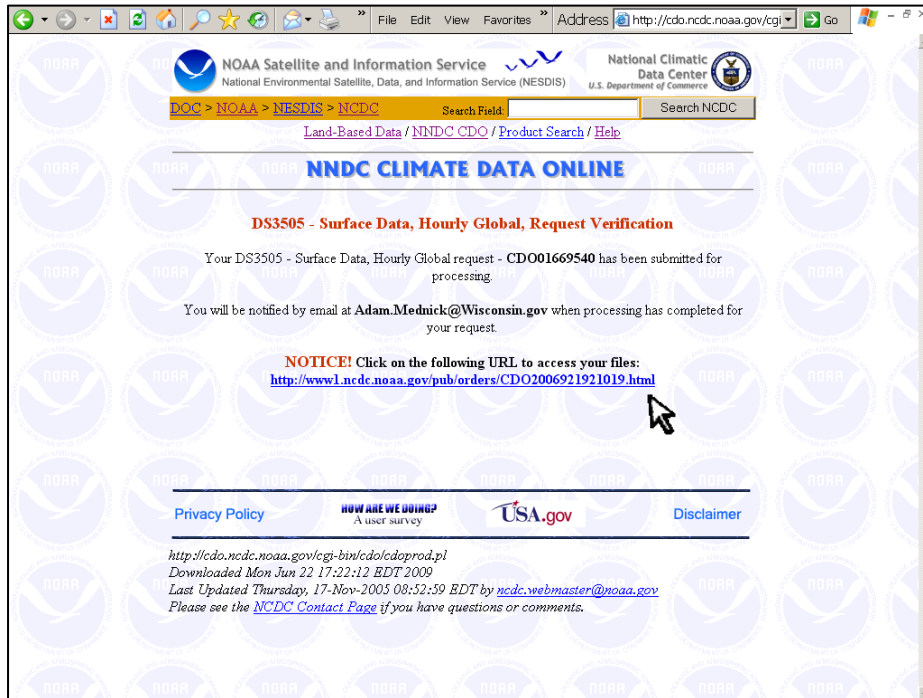 » File Edit View Favorites » Address http://cdo.ncdc.noaa.gov/cgi Go
NOAA Satellite and Information Service
National Environmental Satellite, Data, and Information Service (NESDIS)
National Climatic
Data Center
U.S. Department of Commerce
DOC > NOAA > NESDIS > NCDC Search Field: Search NCDC
Land-Based Data / NNDC CDO / Product Search / Help
NNDC CLIMATE DATA ONLINE
DS3505 - Surface Data, Hourly Global, Request Verification
Your DS3505 - Surface Data, Hourly Global request - CDO01669540 has been submitted for
processing.
You will be notified by email at Adam.Mednick@Wisconsin.gov when processing has completed for
your request.
NOTICE! Click on the following URL to access your files:
http://www1.ncdc.noaa.gov/pub/orders/CDO2006921921019.html
Privacy Policy HOW ARE WE DOING? USA.gov Disclaimer
A user survey
http://cdo.ncdc.noaa.gov/cgi-bin/cdo/cdoprod.pl
Downloaded Mon Jun 22 17:22:12 EDT 2009
Last Updated Thursday, 17-Nov-2005 08:52:59 EDT by ncdc.webmaster@noaa.gov
Please see the NCDC Contact Page if you have questions or comments.